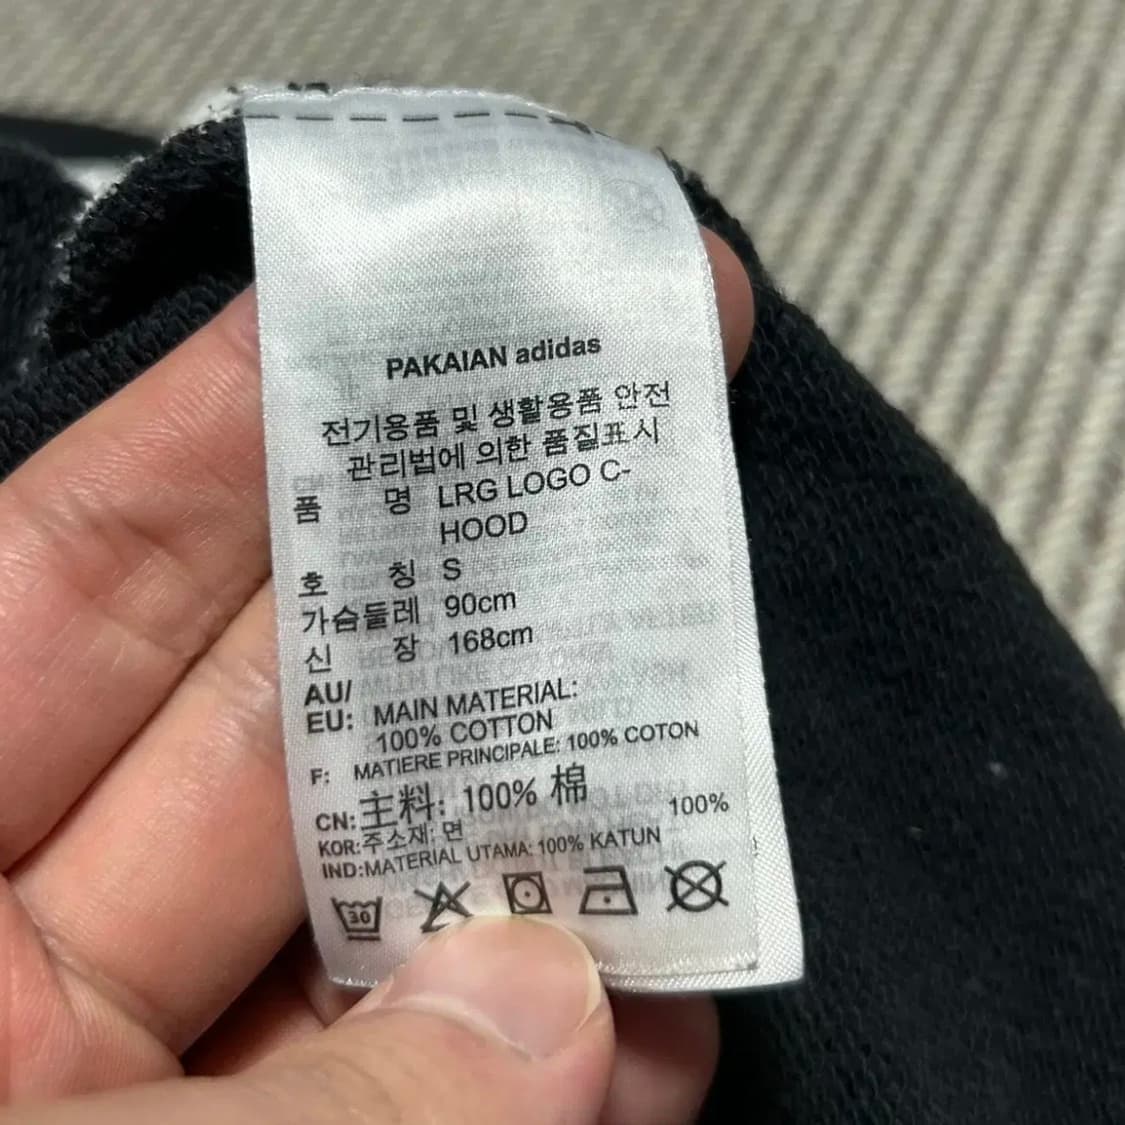 PAKAIAN adidas
전기용품 및 생활용품 안전
관리법에 의한 품질표시
품 명 LRG LOGO C-
HOOD
호 칭 S
가슴둘레 90cm
신 장 168cm
AU/
EU: MAIN MATERIAL:
100% COTTON
F: MATIERE PRINCIPALE: 100% COTON
CN: 主料: 100% 棉
KOR: 주소재: 면 100%
IND: MATERIAL UTAMA: 100% KATUN
30